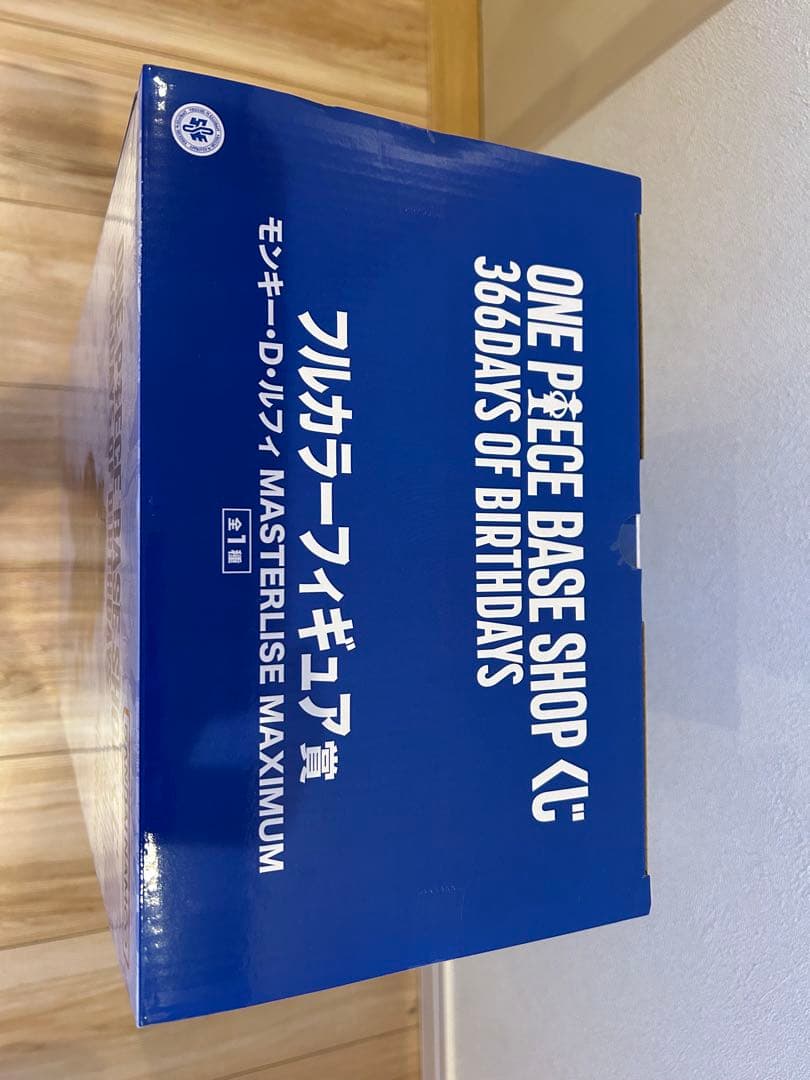 ONE PIECE BASE SHOP くじ
366DAYS OF BIRTHDAYS
フルカラーフィギュア賞
モンキー・D・ルフィ MASTERLISE MAXIMUM
全1種